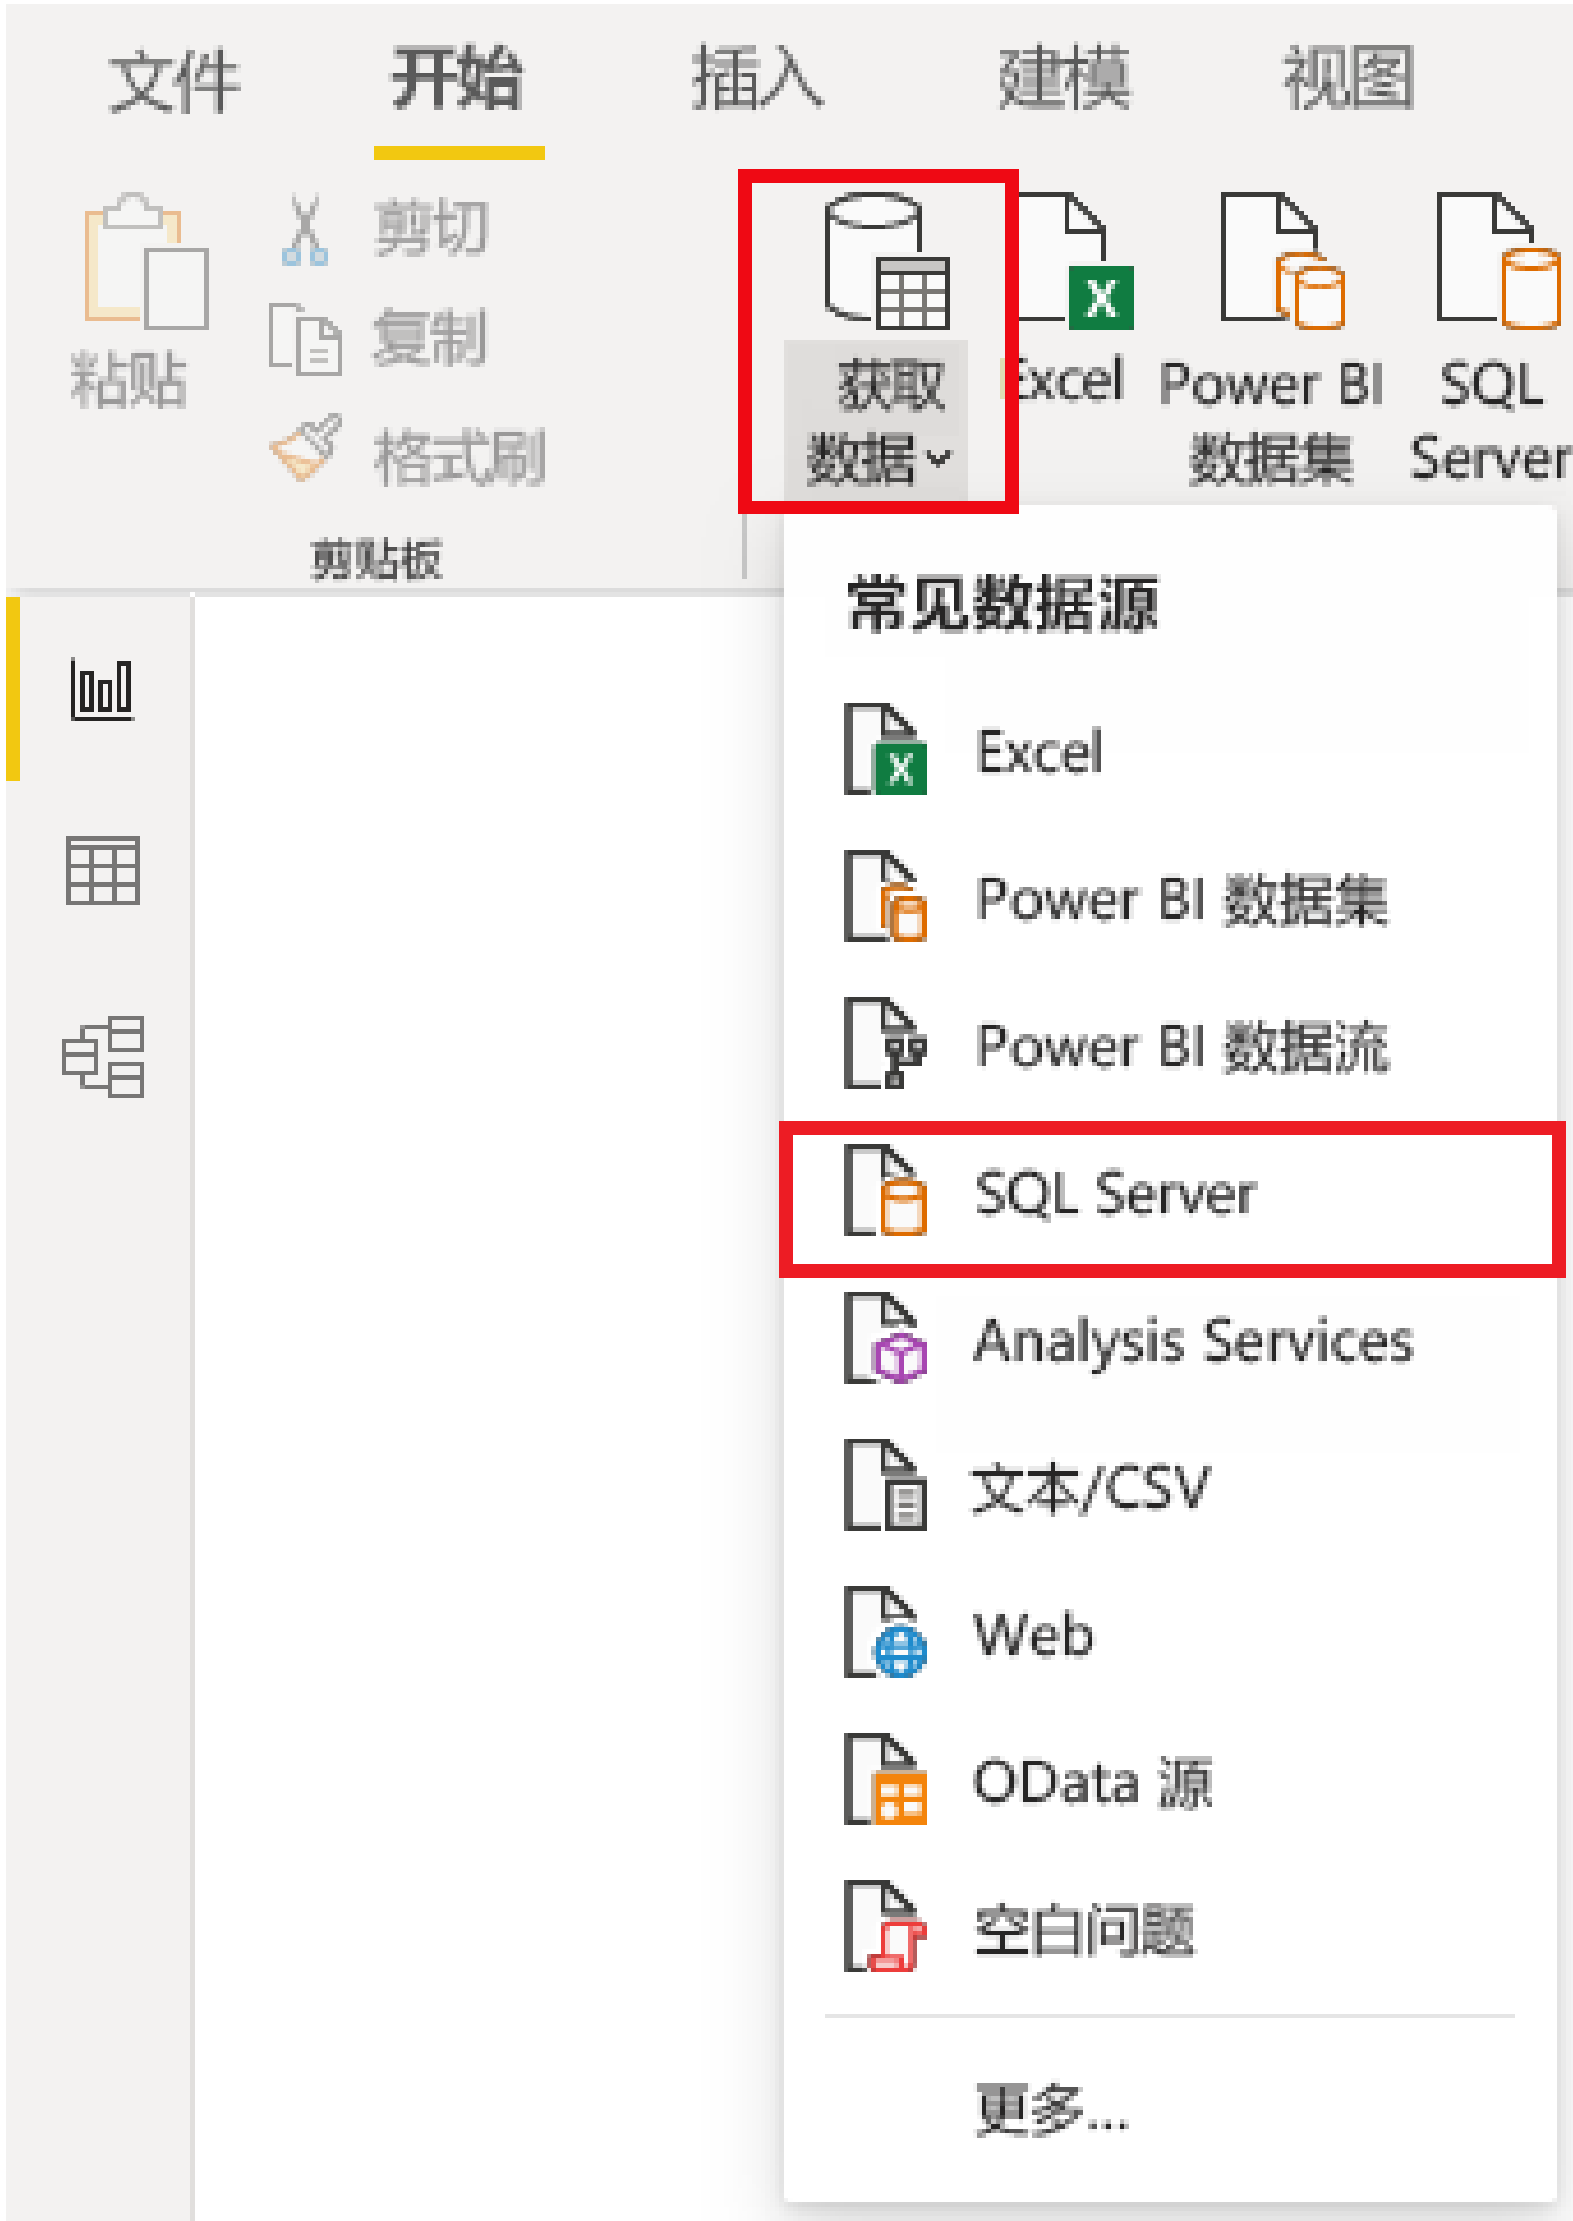 文件 开始 插入 建模 视图
粘贴
剪切
复制
格式刷
剪贴板
获取
数据
Excel
Power BI
数据集
SQL
Server
常见数据源
Excel
Power BI 数据集
Power BI 数据流
SQL Server
Analysis Services
文本/CSV
Web
OData 源
空白问题
更多...